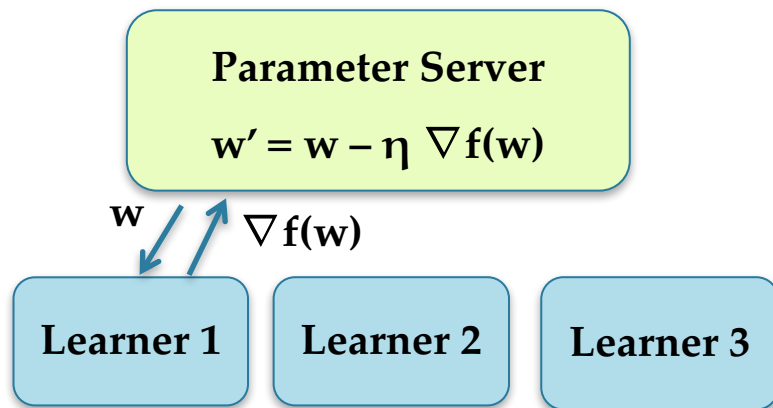 Parameter Server
w′ = w – η ∇f(w)
w
∇f(w)
Learner 1
Learner 2
Learner 3